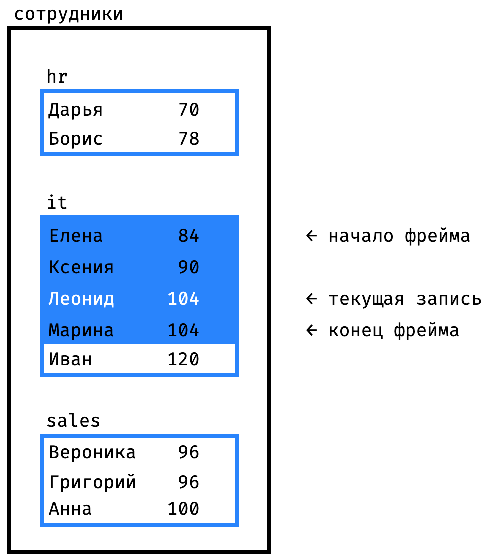 сотрудники
hr
Дарья 70
Борис 78
it
Елена 84 ← начало фрейма
Ксения 90
Леонид 104 ← текущая запись
Марина 104 ← конец фрейма
Иван 120
sales
Вероника 96
Григорий 96
Анна 100